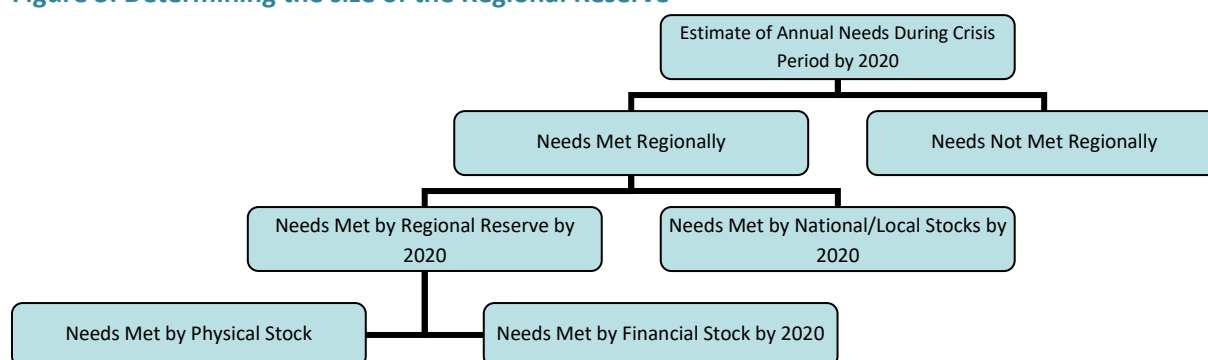 Figure Determining the size of the Regional Reserve
Estimate of Annual Needs During Crisis
Period by 2020
Needs Met Regionally
Needs Not Met Regionally
Needs Met by Regional Reserve by
2020
Needs Met by National/Local Stocks by
2020
Needs Met by Physical Stock
Needs Met by Financial Stock by 2020